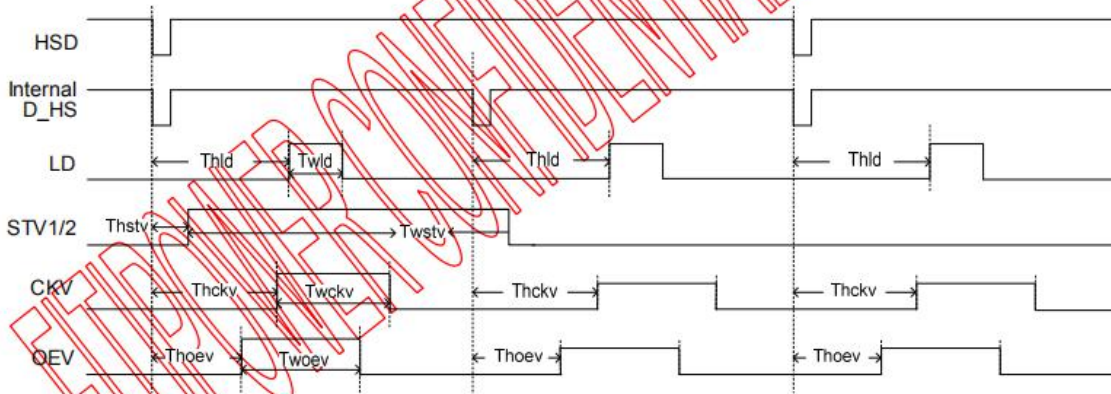 HSD
Internal
D_HS
LD Thld Twld Thld Thld
STV1/2 Thstv Twstv
CKV Thckv Twckv Thckv Thckv
OEV Thoev Twoev Thoev Thoev